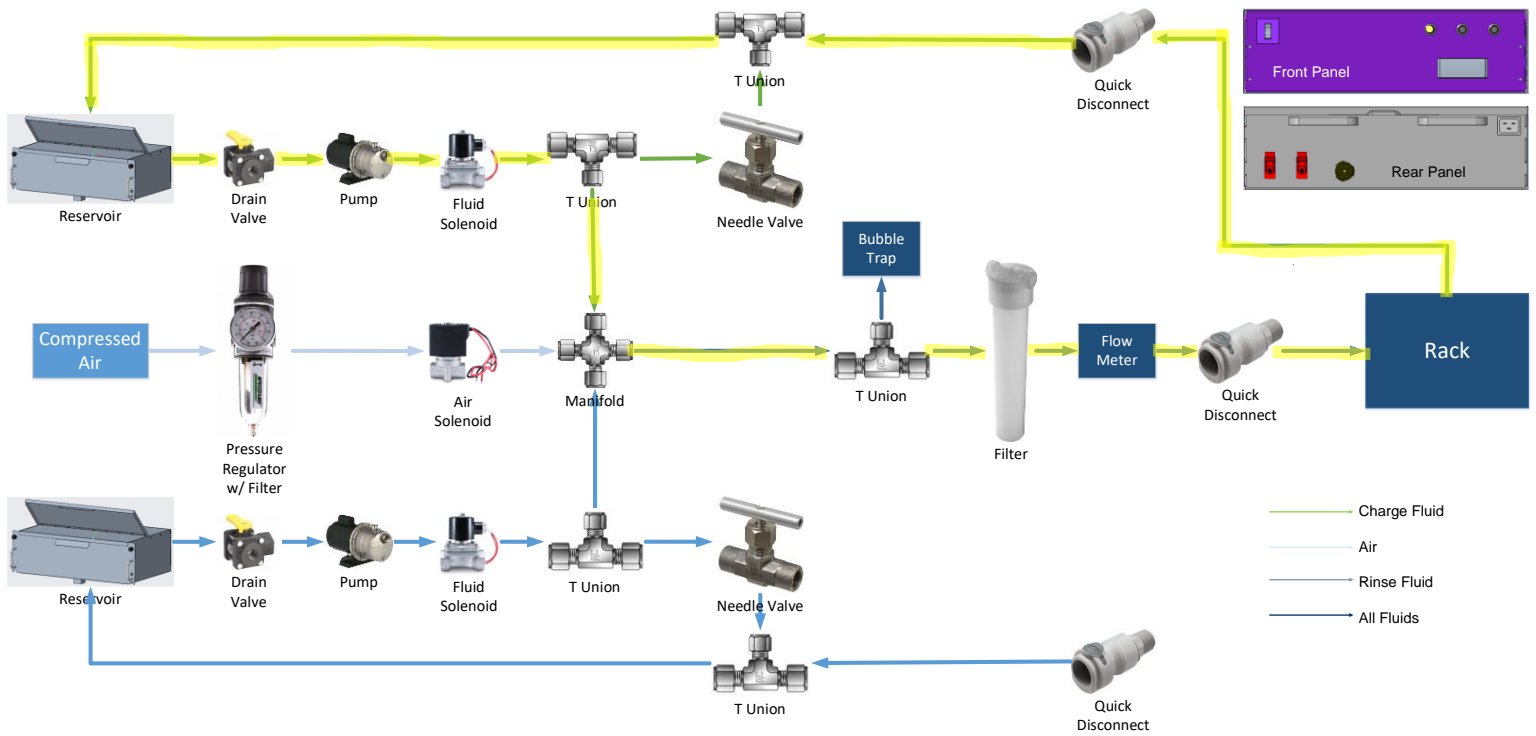 T Union
Quick
Disconnect
Front Panel
Rear Panel
Reservoir
Drain
Valve
Pump
Fluid
Solenoid
T Union
Needle Valve
Bubble
Trap
Compressed
Air
Pressure
Regulator
w/ Filter
Air
Solenoid
Manifold
T Union
Filter
Flow
Meter
Quick
Disconnect
Rack
Reservoir
Drain
Valve
Pump
Fluid
Solenoid
T Union
Needle Valve
T Union
Quick
Disconnect
Charge Fluid
Air
Rinse Fluid
All Fluids